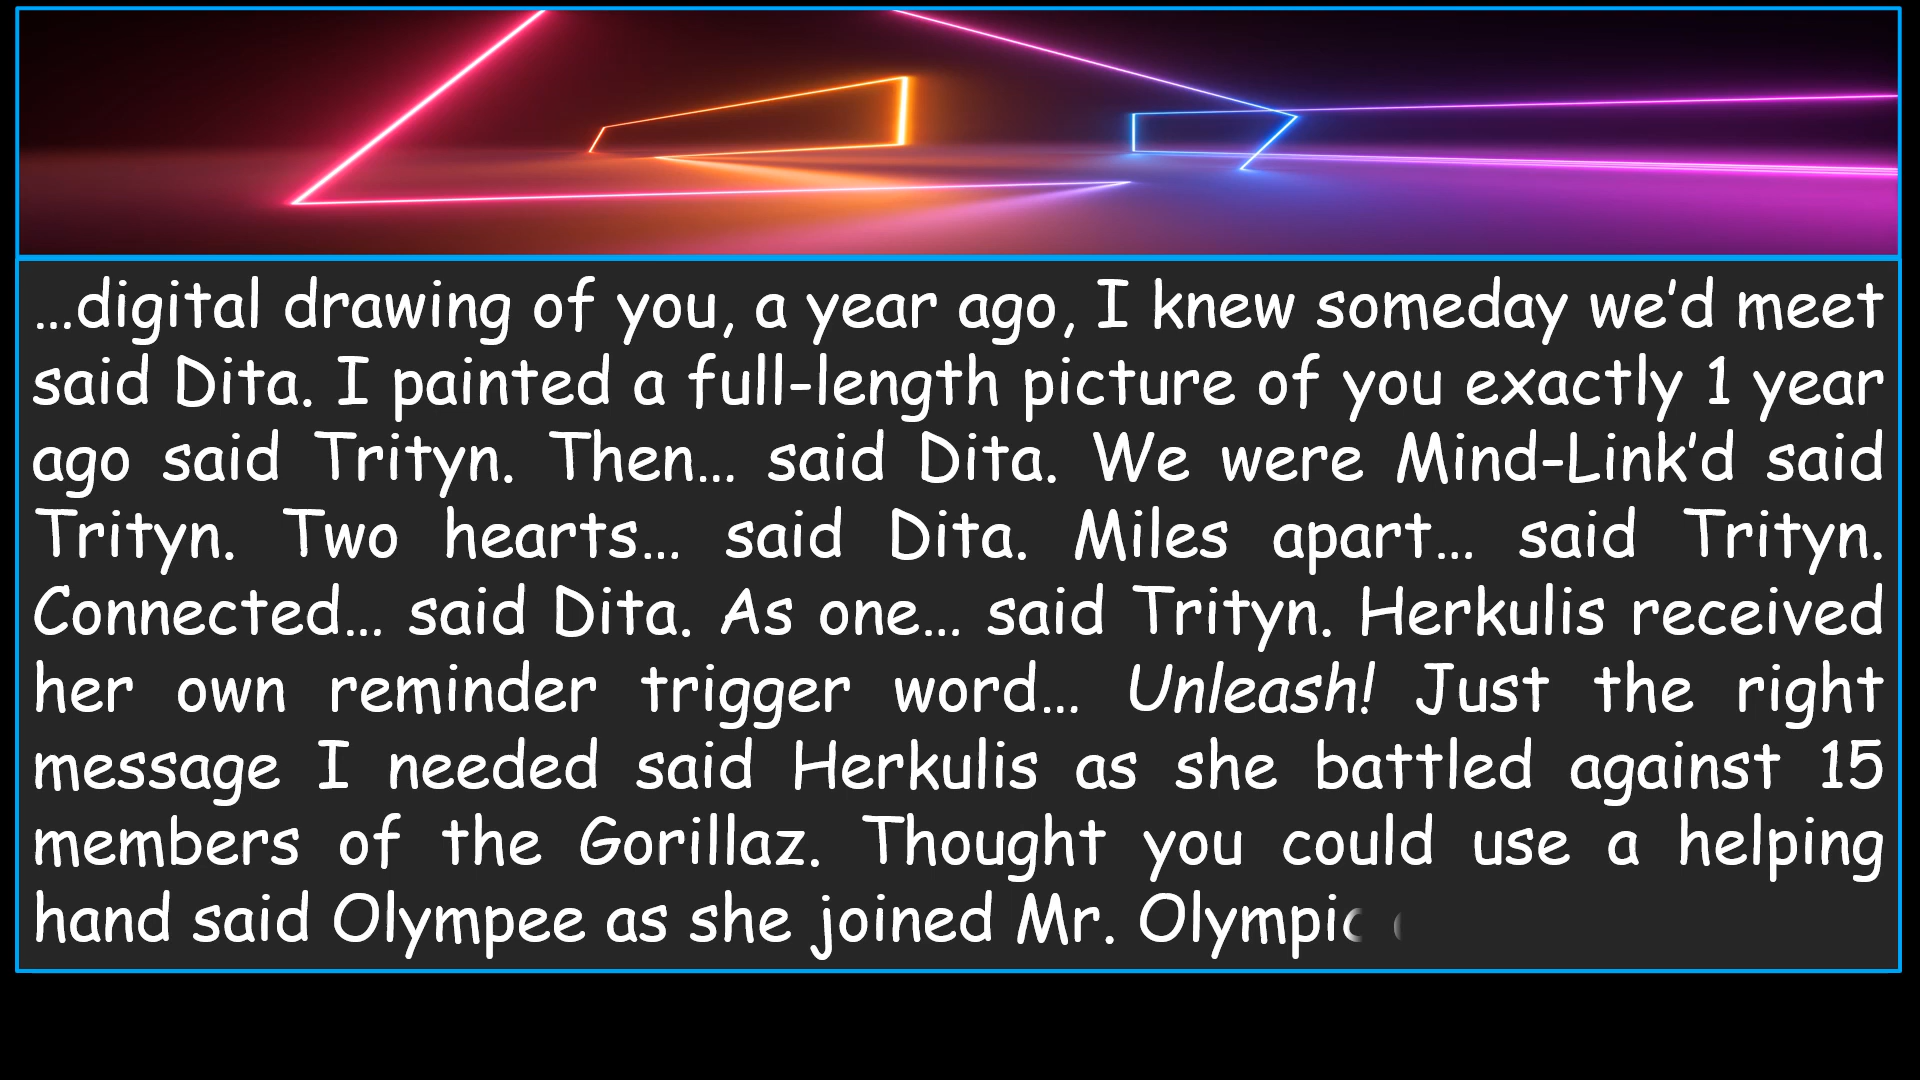 …digital drawing of you, a year ago, I knew someday we’d meet
said Dita. I painted a full-length picture of you exactly 1 year
ago said Trityn. Then… said Dita. We were Mind-Link’d said
Trityn. Two hearts… said Dita. Miles apart… said Trityn.
Connected… said Dita. As one… said Trityn. Herkulis received
her own reminder trigger word… Unleash! Just the right
message I needed said Herkulis as she battled against 15
members of the Gorillaz. Thought you could use a helping
hand said Olympee as she joined Mr.